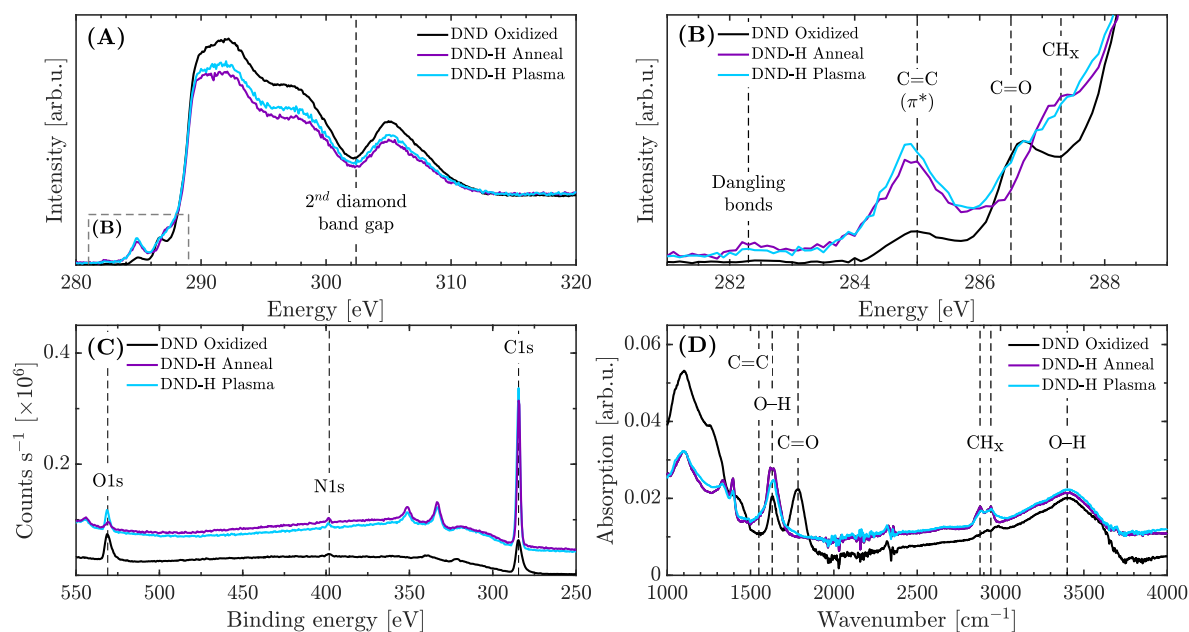 (A)
DND Oxidized
DND-H Anneal
DND-H Plasma
Intensity [arb.u.]
2nd diamond
band gap
(B)
280 290 300 310 320
Energy [eV]
(B)
DND Oxidized
DND-H Anneal
DND-H Plasma
Intensity [arb.u.]
CHx
C=C
(π*)
C=O
Dangling
bonds
282 284 286 288
Energy [eV]
(C)
DND Oxidized
DND-H Anneal
DND-H Plasma
Counts s⁻¹ [×10⁶]
0.4
0.2
0
C1s
O1s
N1s
550 500 450 400 350 300 250
Binding energy [eV]
(D)
DND Oxidized
DND-H Anneal
DND-H Plasma
Absorption [arb.u.]
0.06
0.04
0.02
0
C=C
O–H
C=O
CHx
O–H
1000 1500 2000 2500 3000 3500 4000
Wavenumber [cm⁻¹]